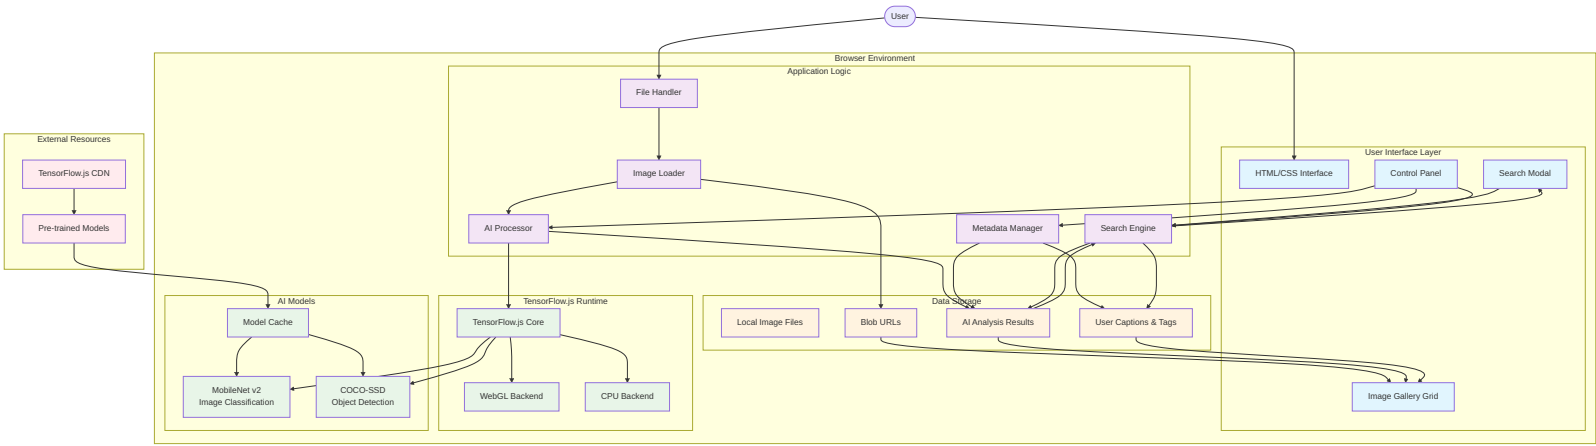 User
Browser Environment
Application Logic
File Handler
External Resources
TensorFlow.js CDN
Pre-trained Models
Image Loader
AI Processor
Metadata Manager
Search Engine
User Interface Layer
HTML/CSS Interface
Control Panel
Search Modal
AI Models
Model Cache
MobileNet v2
Image Classification
COCO-SSD
Object Detection
TensorFlow.js Runtime
TensorFlow.js Core
WebGL Backend
CPU Backend
Data Storage
Local Image Files
Blob URLs
AI Analysis Results
User Captions & Tags
Image Gallery Grid